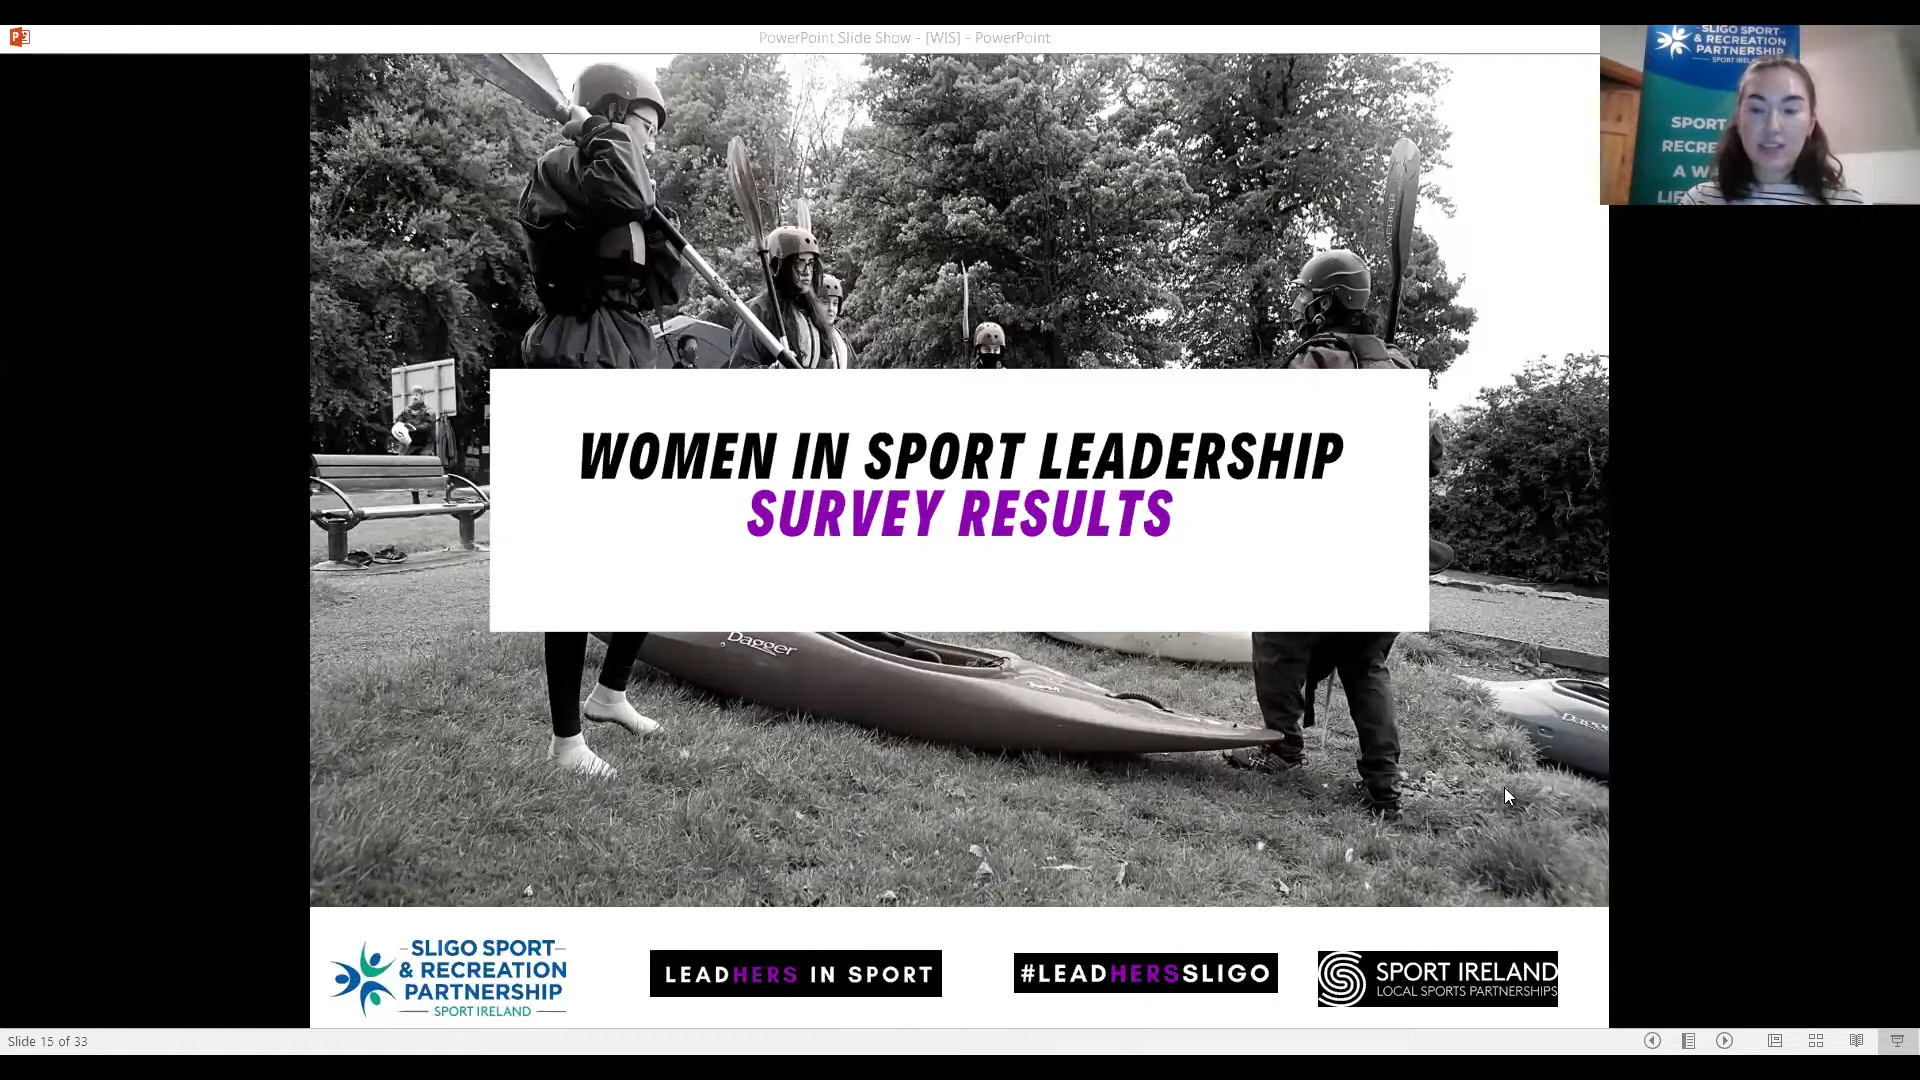 PowerPoint Slide Show - [WIS] - PowerPoint
SLIGO SPORT
& RECREATION
PARTNERSHIP
SPORT
A
WERNER
WOMEN IN SPORT LEADERSHIP
SURVEY RESULTS
Dagger
SLIGO SPORT
& RECREATION
PARTNERSHIP
SPORT IRELAND
LEADHERS IN SPORT
#LEADHERSSLIGO
SPORT IRELAND
LOCAL SPORTS PARTNERSHIPS
Slide 15 of 33